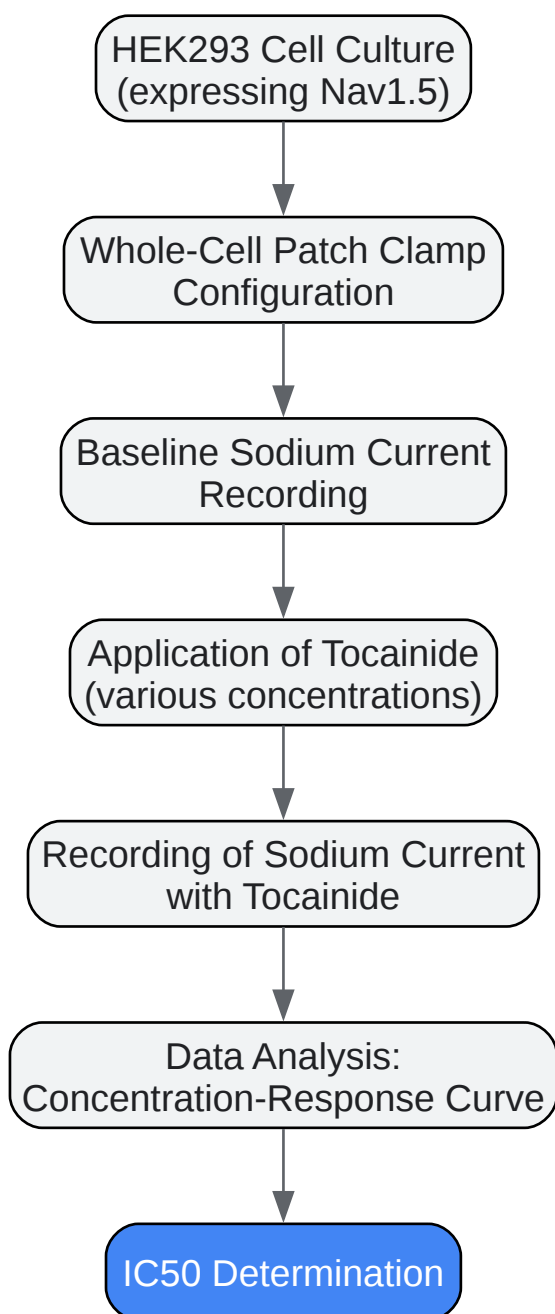 HEK293 Cell Culture
(expressing Nav1.5)
Whole-Cell Patch Clamp
Configuration
Baseline Sodium Current
Recording
Application of Tocainide
(various concentrations)
Recording of Sodium Current
with Tocainide
Data Analysis:
Concentration-Response Curve
IC50 Determination